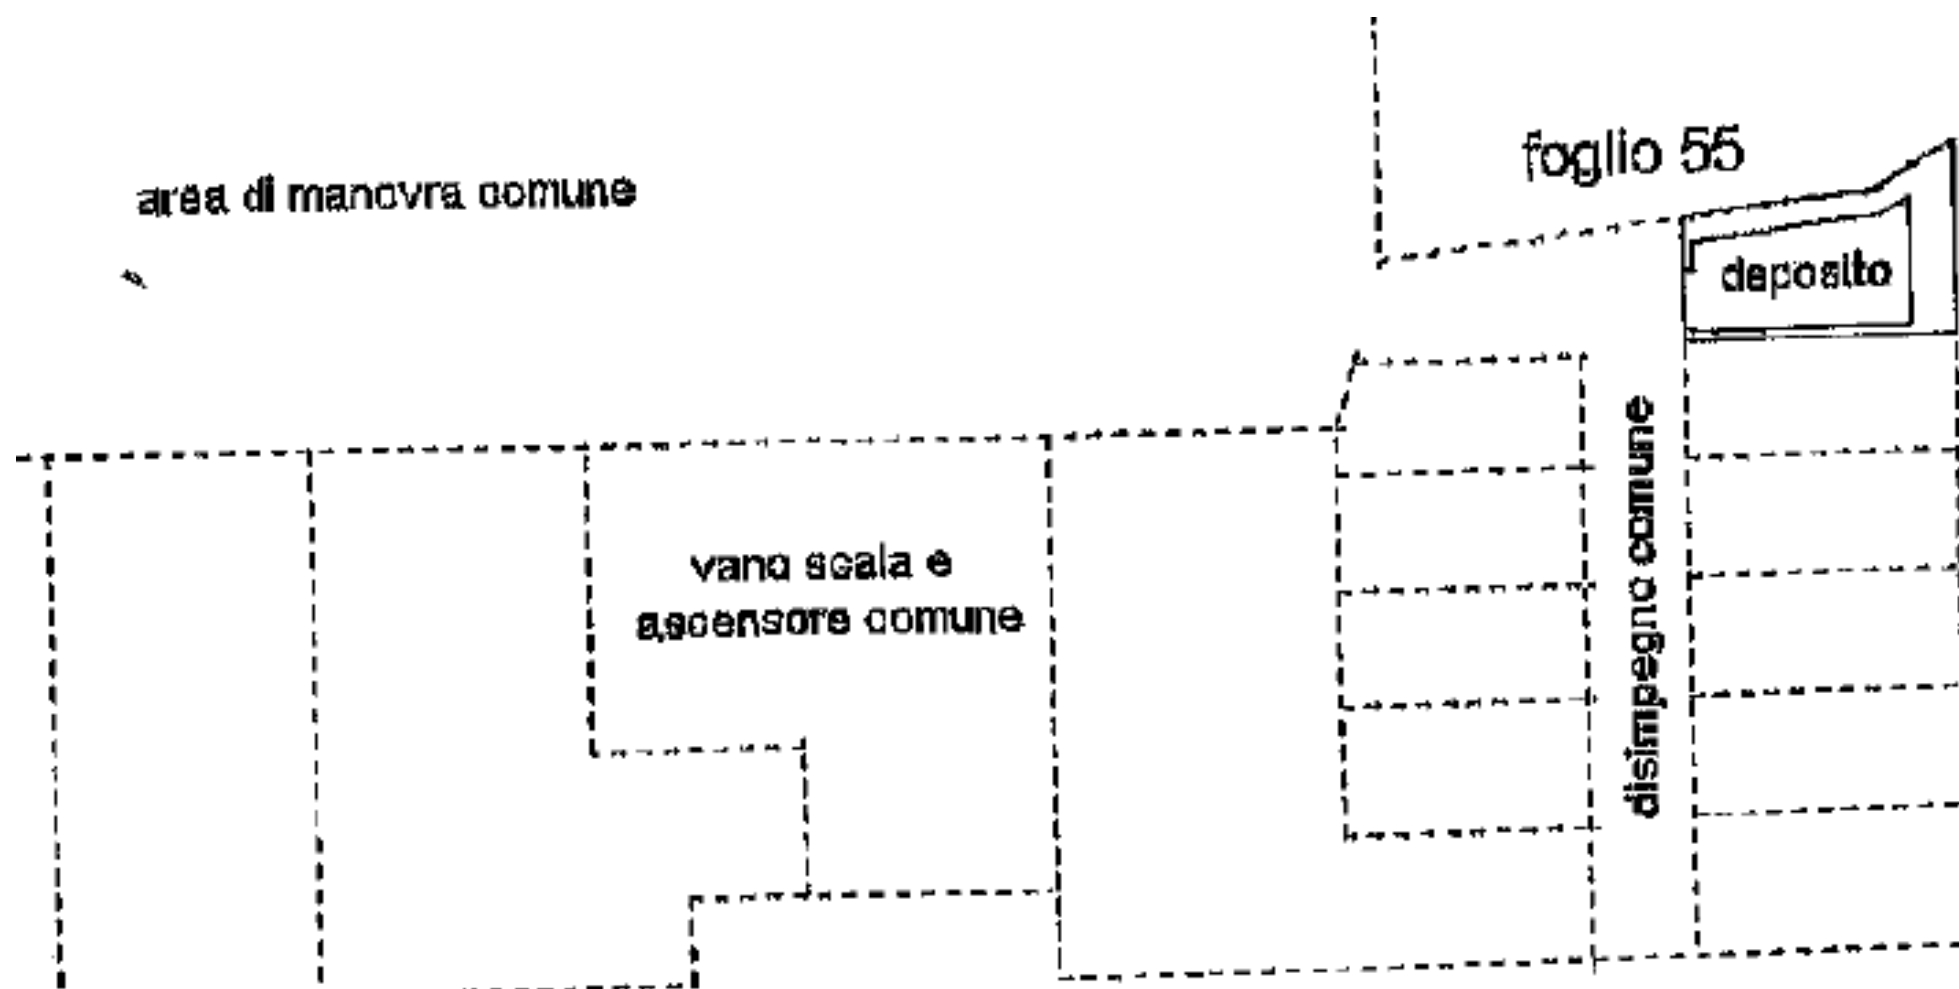 foglio 55
area di manovra comune
deposito
vano scala e
ascensore comune
disimpegno comune